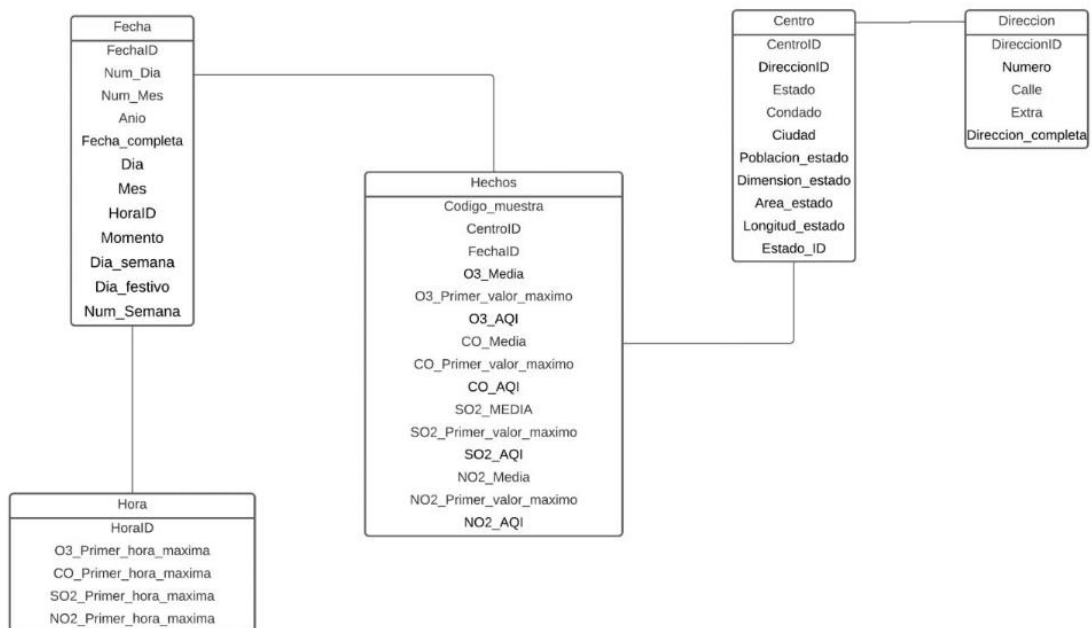 Fecha
FechaID
Num_Dia
Num_Mes
Anio
Fecha_completa
Dia
Mes
HoraID
Momento
Dia_semana
Dia_festivo
Num_Semana
Hora
HoraID
O3_Primer_hora_maxima
CO_Primer_hora_maxima
SO2_Primer_hora_maxima
NO2_Primer_hora_maxima
Hechos
Codigo_muestra
CentroID
FechaID
O3_Media
O3_Primer_valor_maximo
O3_AQI
CO_Media
CO_Primer_valor_maximo
CO_AQI
SO2_MEDIA
SO2_Primer_valor_maximo
SO2_AQI
NO2_Media
NO2_Primer_valor_maximo
NO2_AQI
Centro
CentroID
DireccionID
Estado
Condado
Ciudad
Poblacion_estado
Dimension_estado
Area_estado
Longitud_estado
Estado_ID
Direccion
DireccionID
Numero
Calle
Extra
Direccion_completa